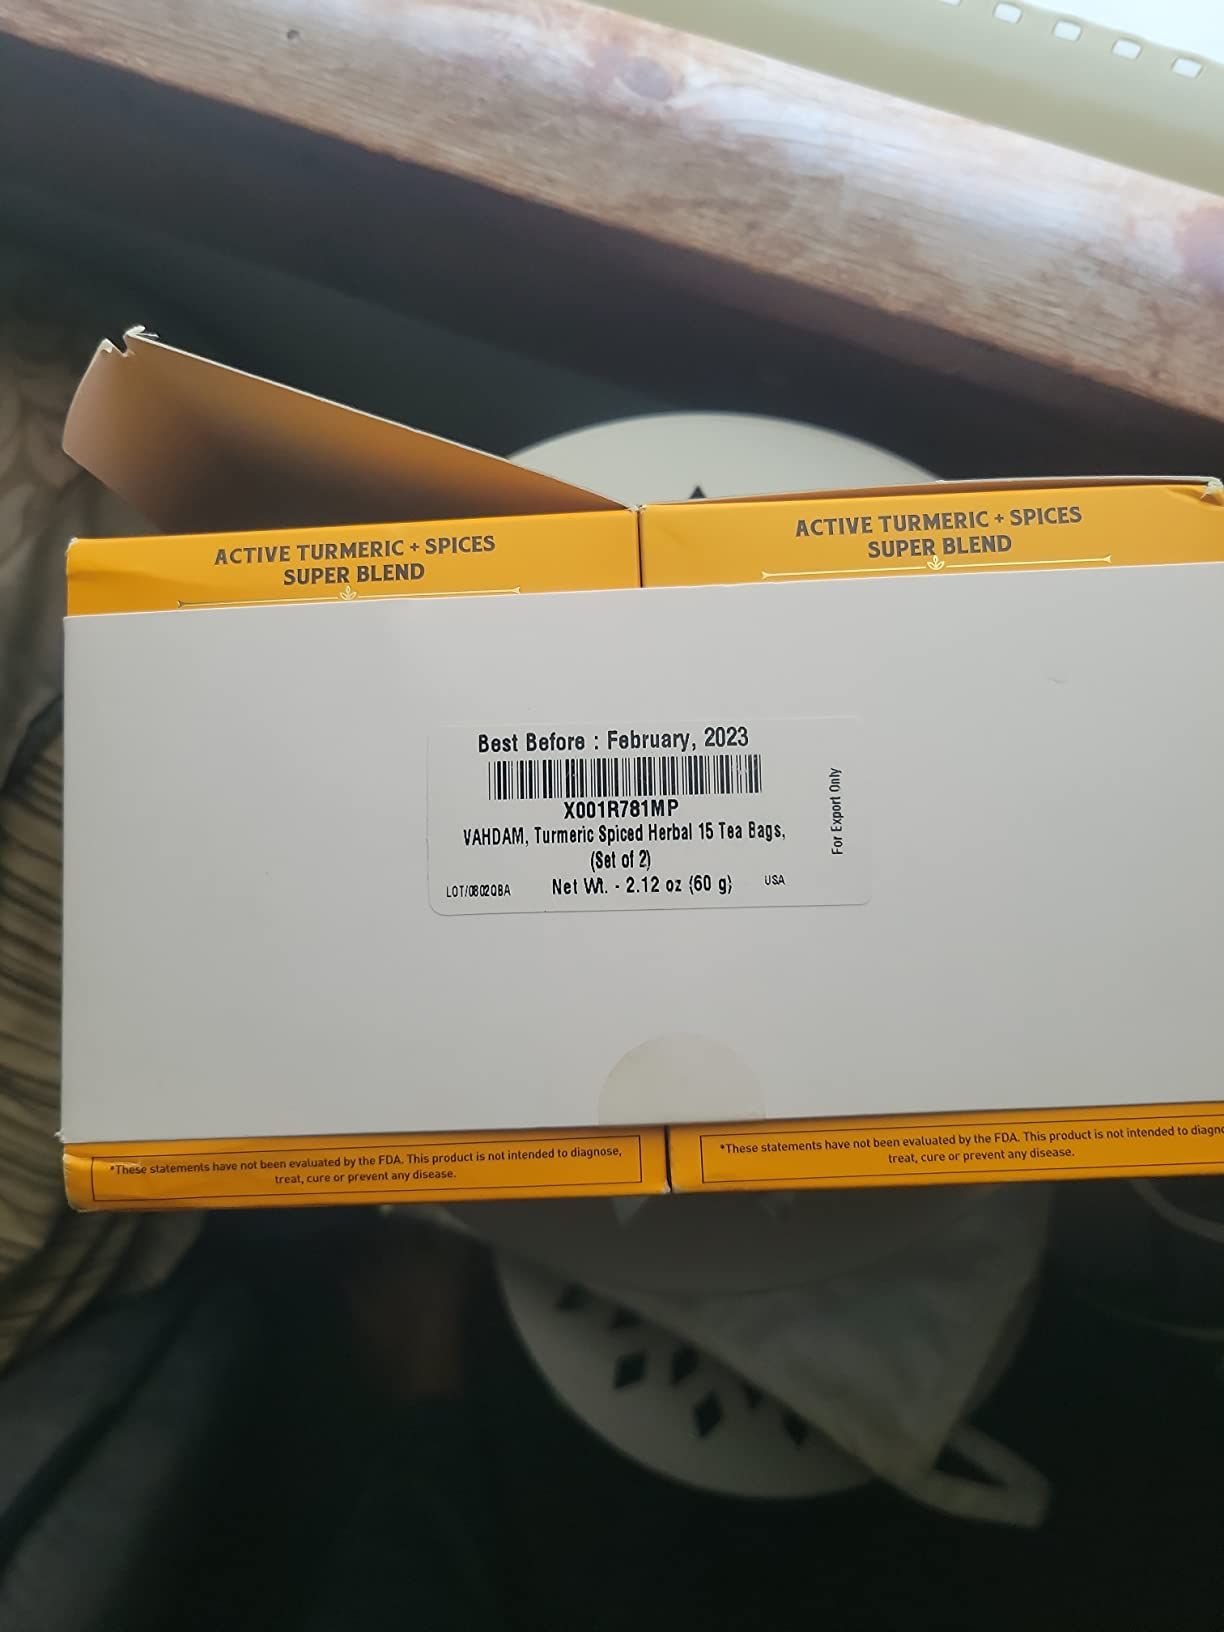 ACTIVE TURMERIC + SPICES
SUPER BLEND
ACTIVE TURMERIC + SPICES
SUPER BLEND
Best Before : February, 2023
X001R781MP
VAHDAM, Turmeric Spiced Herbal 15 Tea Bags,
(Set of 2)
LOT/0802QBA Net Wt. - 2.12 oz (60 g) USA
For Export Only
*These statements have not been evaluated by the FDA. This product is not intended to diagnose,
treat, cure or prevent any disease.
*These statements have not been evaluated by the FDA. This product is not intended to diagno
treat, cure or prevent any disease.